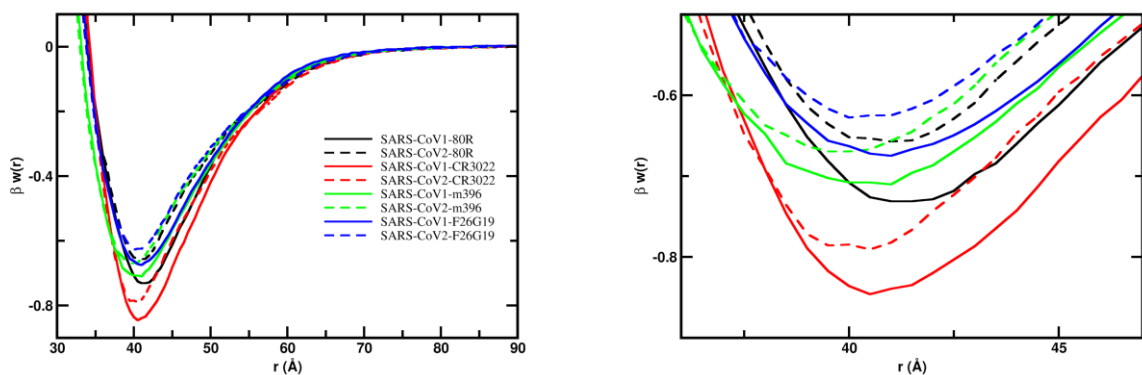 0
-0.4
-0.8
β w(r)
30
40
50
60
70
80
90
r (Å)
SARS-CoV1-80R
SARS-CoV2-80R
SARS-CoV1-CR3022
SARS-CoV2-CR3022
SARS-CoV1-m396
SARS-CoV2-m396
SARS-CoV1-F26G19
SARS-CoV2-F26G19
-0.6
-0.8
β w(r)
40
45
r (Å)